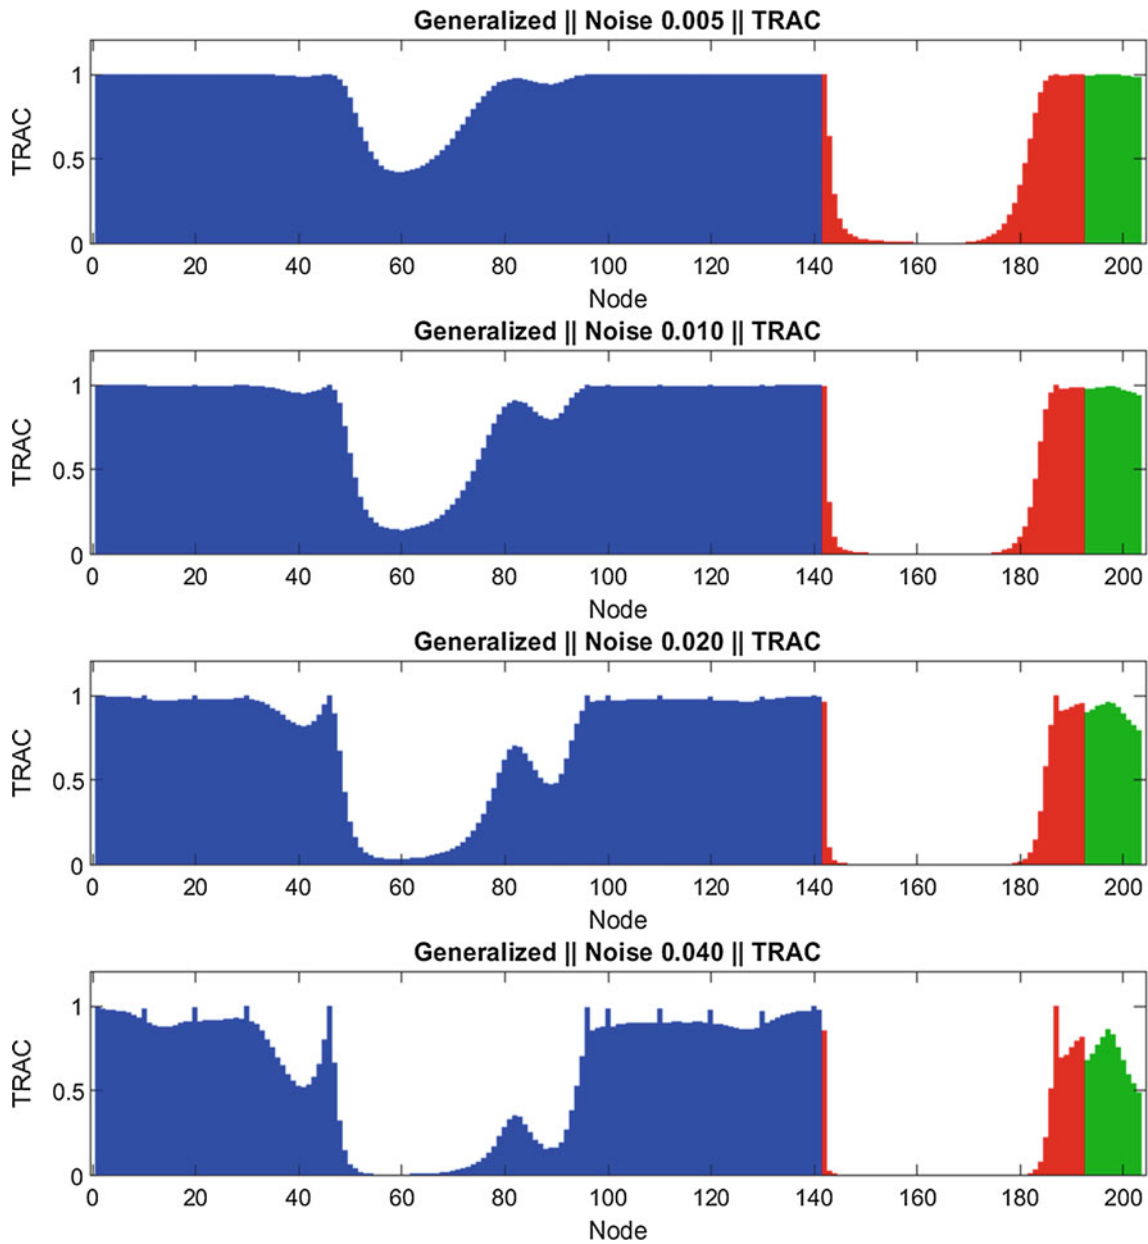 Generalized || Noise 0.005 || TRAC
1
0.5
0
TRAC
0 20 40 60 80 100 120 140 160 180 200
Node
Generalized || Noise 0.010 || TRAC
1
0.5
0
TRAC
0 20 40 60 80 100 120 140 160 180 200
Node
Generalized || Noise 0.020 || TRAC
1
0.5
0
TRAC
0 20 40 60 80 100 120 140 160 180 200
Node
Generalized || Noise 0.040 || TRAC
1
0.5
0
TRAC
0 20 40 60 80 100 120 140 160 180 200
Node